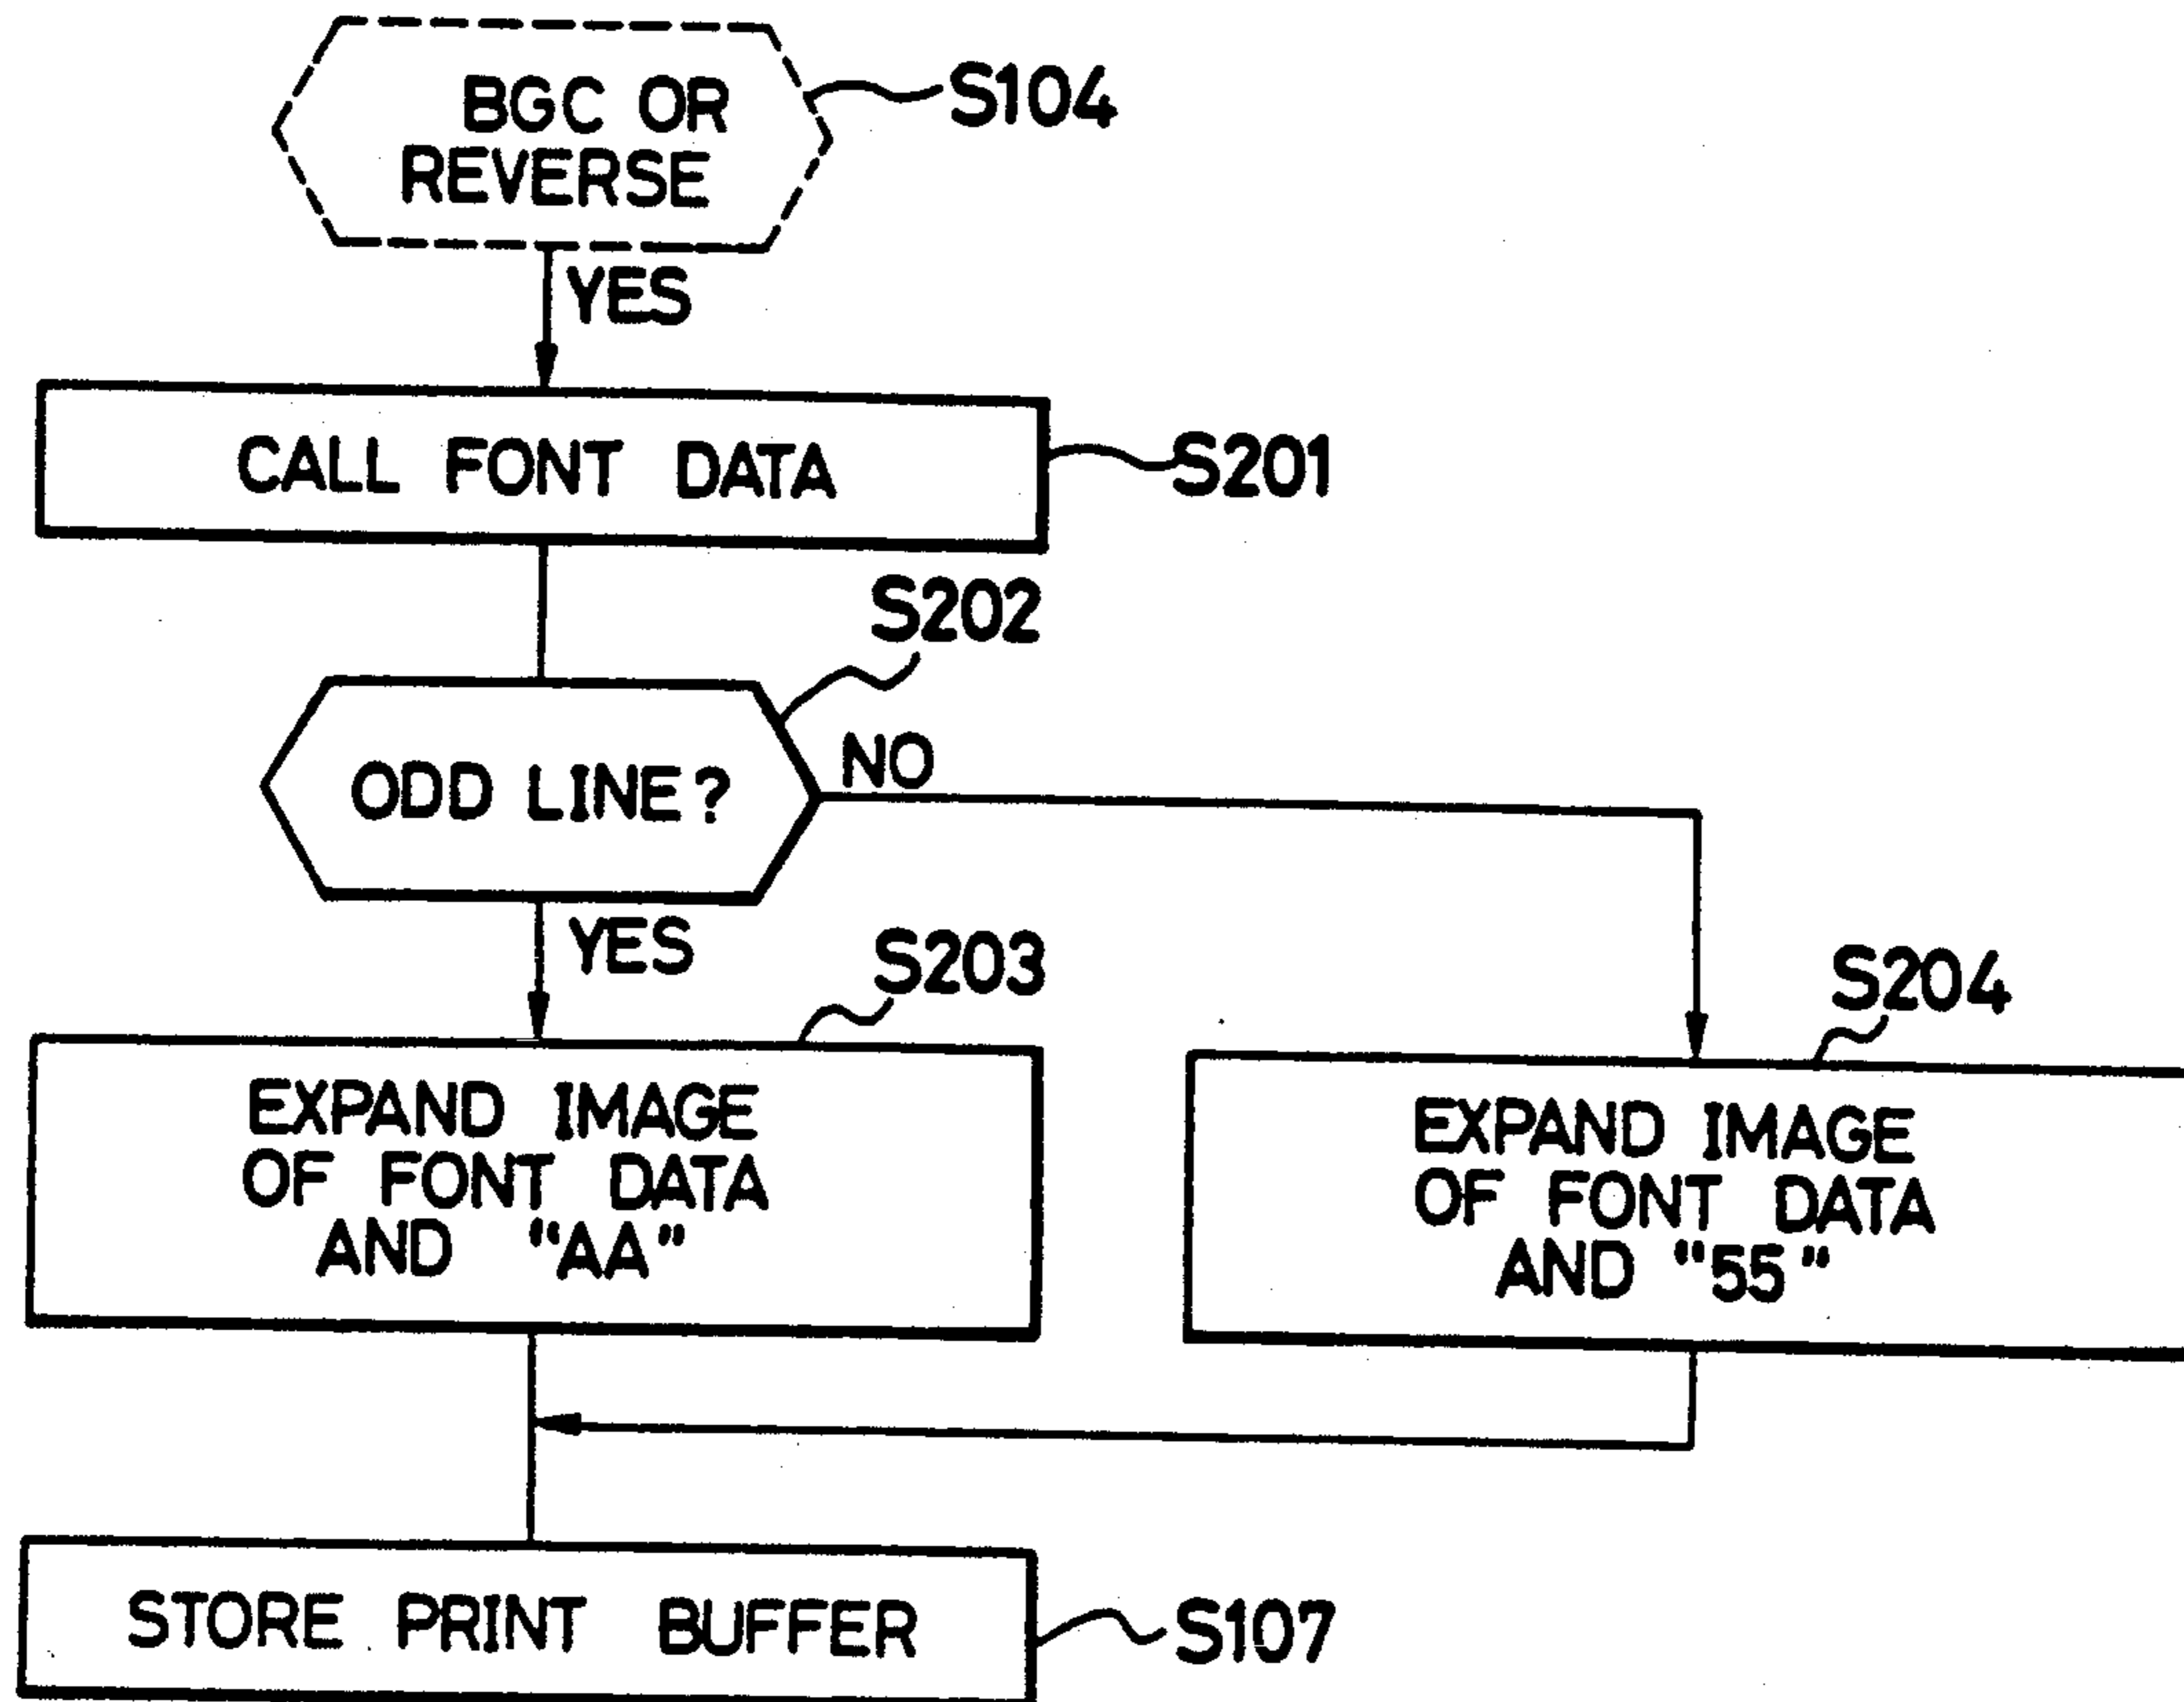 BGC OR
REVERSE
S104
YES
CALL FONT DATA
S201
S202
ODD LINE?
NO
YES
S203
S204
EXPAND IMAGE
OF FONT DATA
AND "AA"
EXPAND IMAGE
OF FONT DATA
AND "55"
STORE PRINT BUFFER
S107